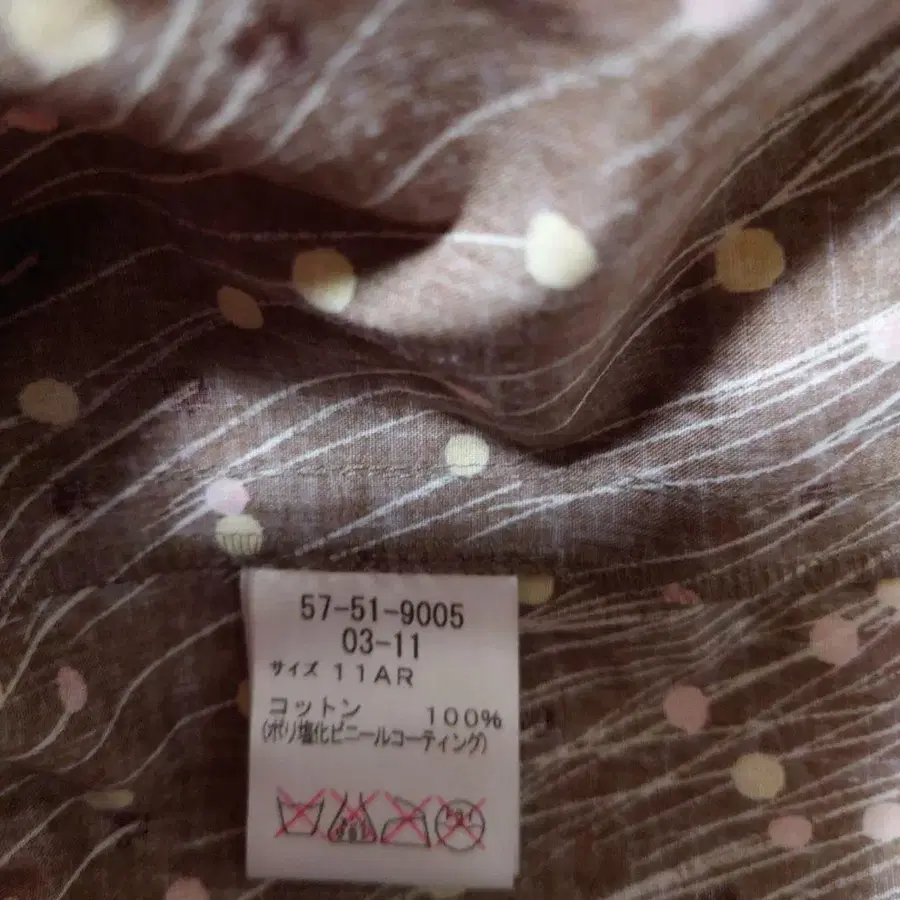 57-51-9005
03-11
サイズ 11AR
コットン 100%
(ポリ塩化ビニールコーティング)